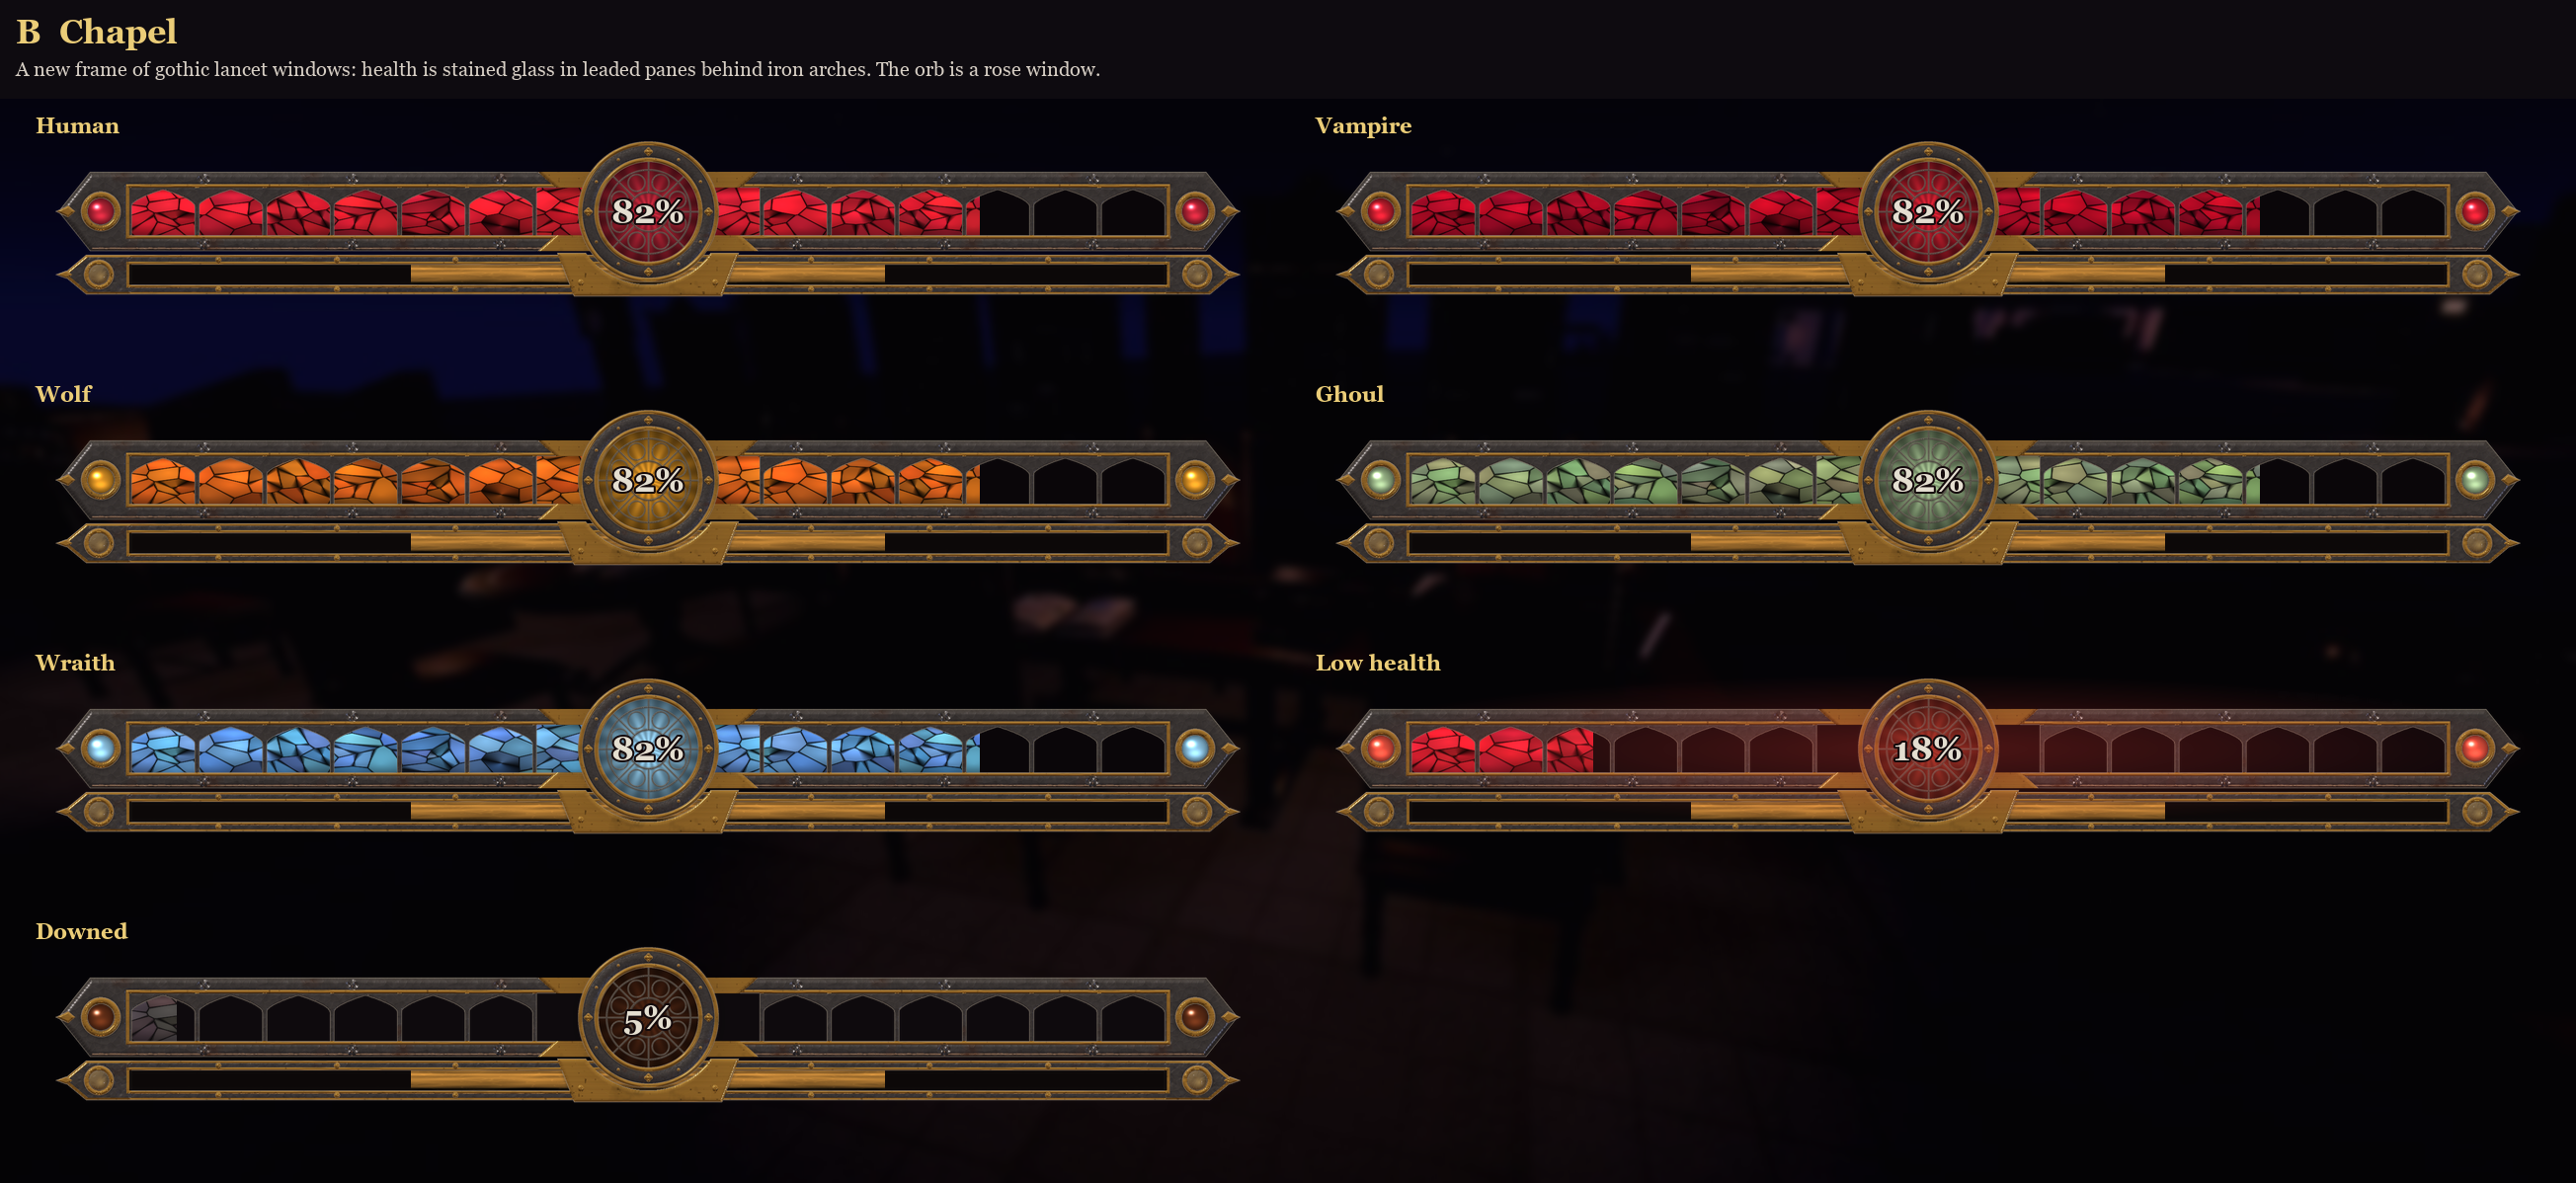 B Chapel
A new frame of gothic lancet windows: health is stained glass in leaded panes behind iron arches. The orb is a rose window.
Human
82%
Vampire
82%
Wolf
82%
Ghoul
82%
Wraith
82%
Low health
18%
Downed
5%